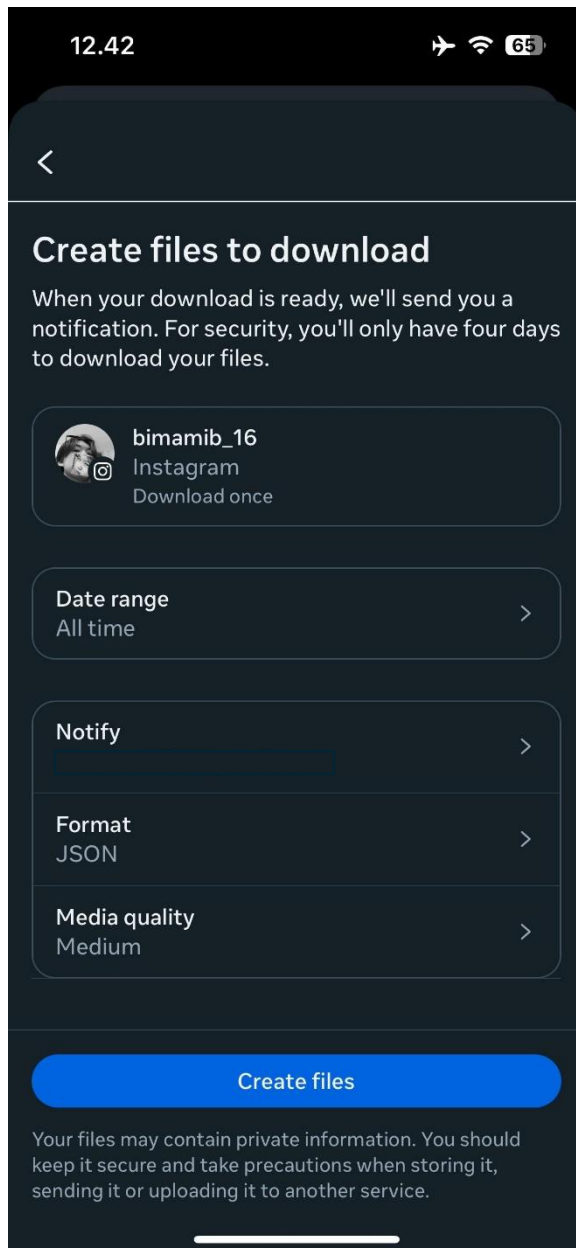 12.42
65
Create files to download
When your download is ready, we'll send you a
notification. For security, you'll only have four days
to download your files.
bimamib_16
Instagram
Download once
Date range
All time
Notify
Format
JSON
Media quality
Medium
Create files
Your files may contain private information. You should
keep it secure and take precautions when storing it,
sending it or uploading it to another service.